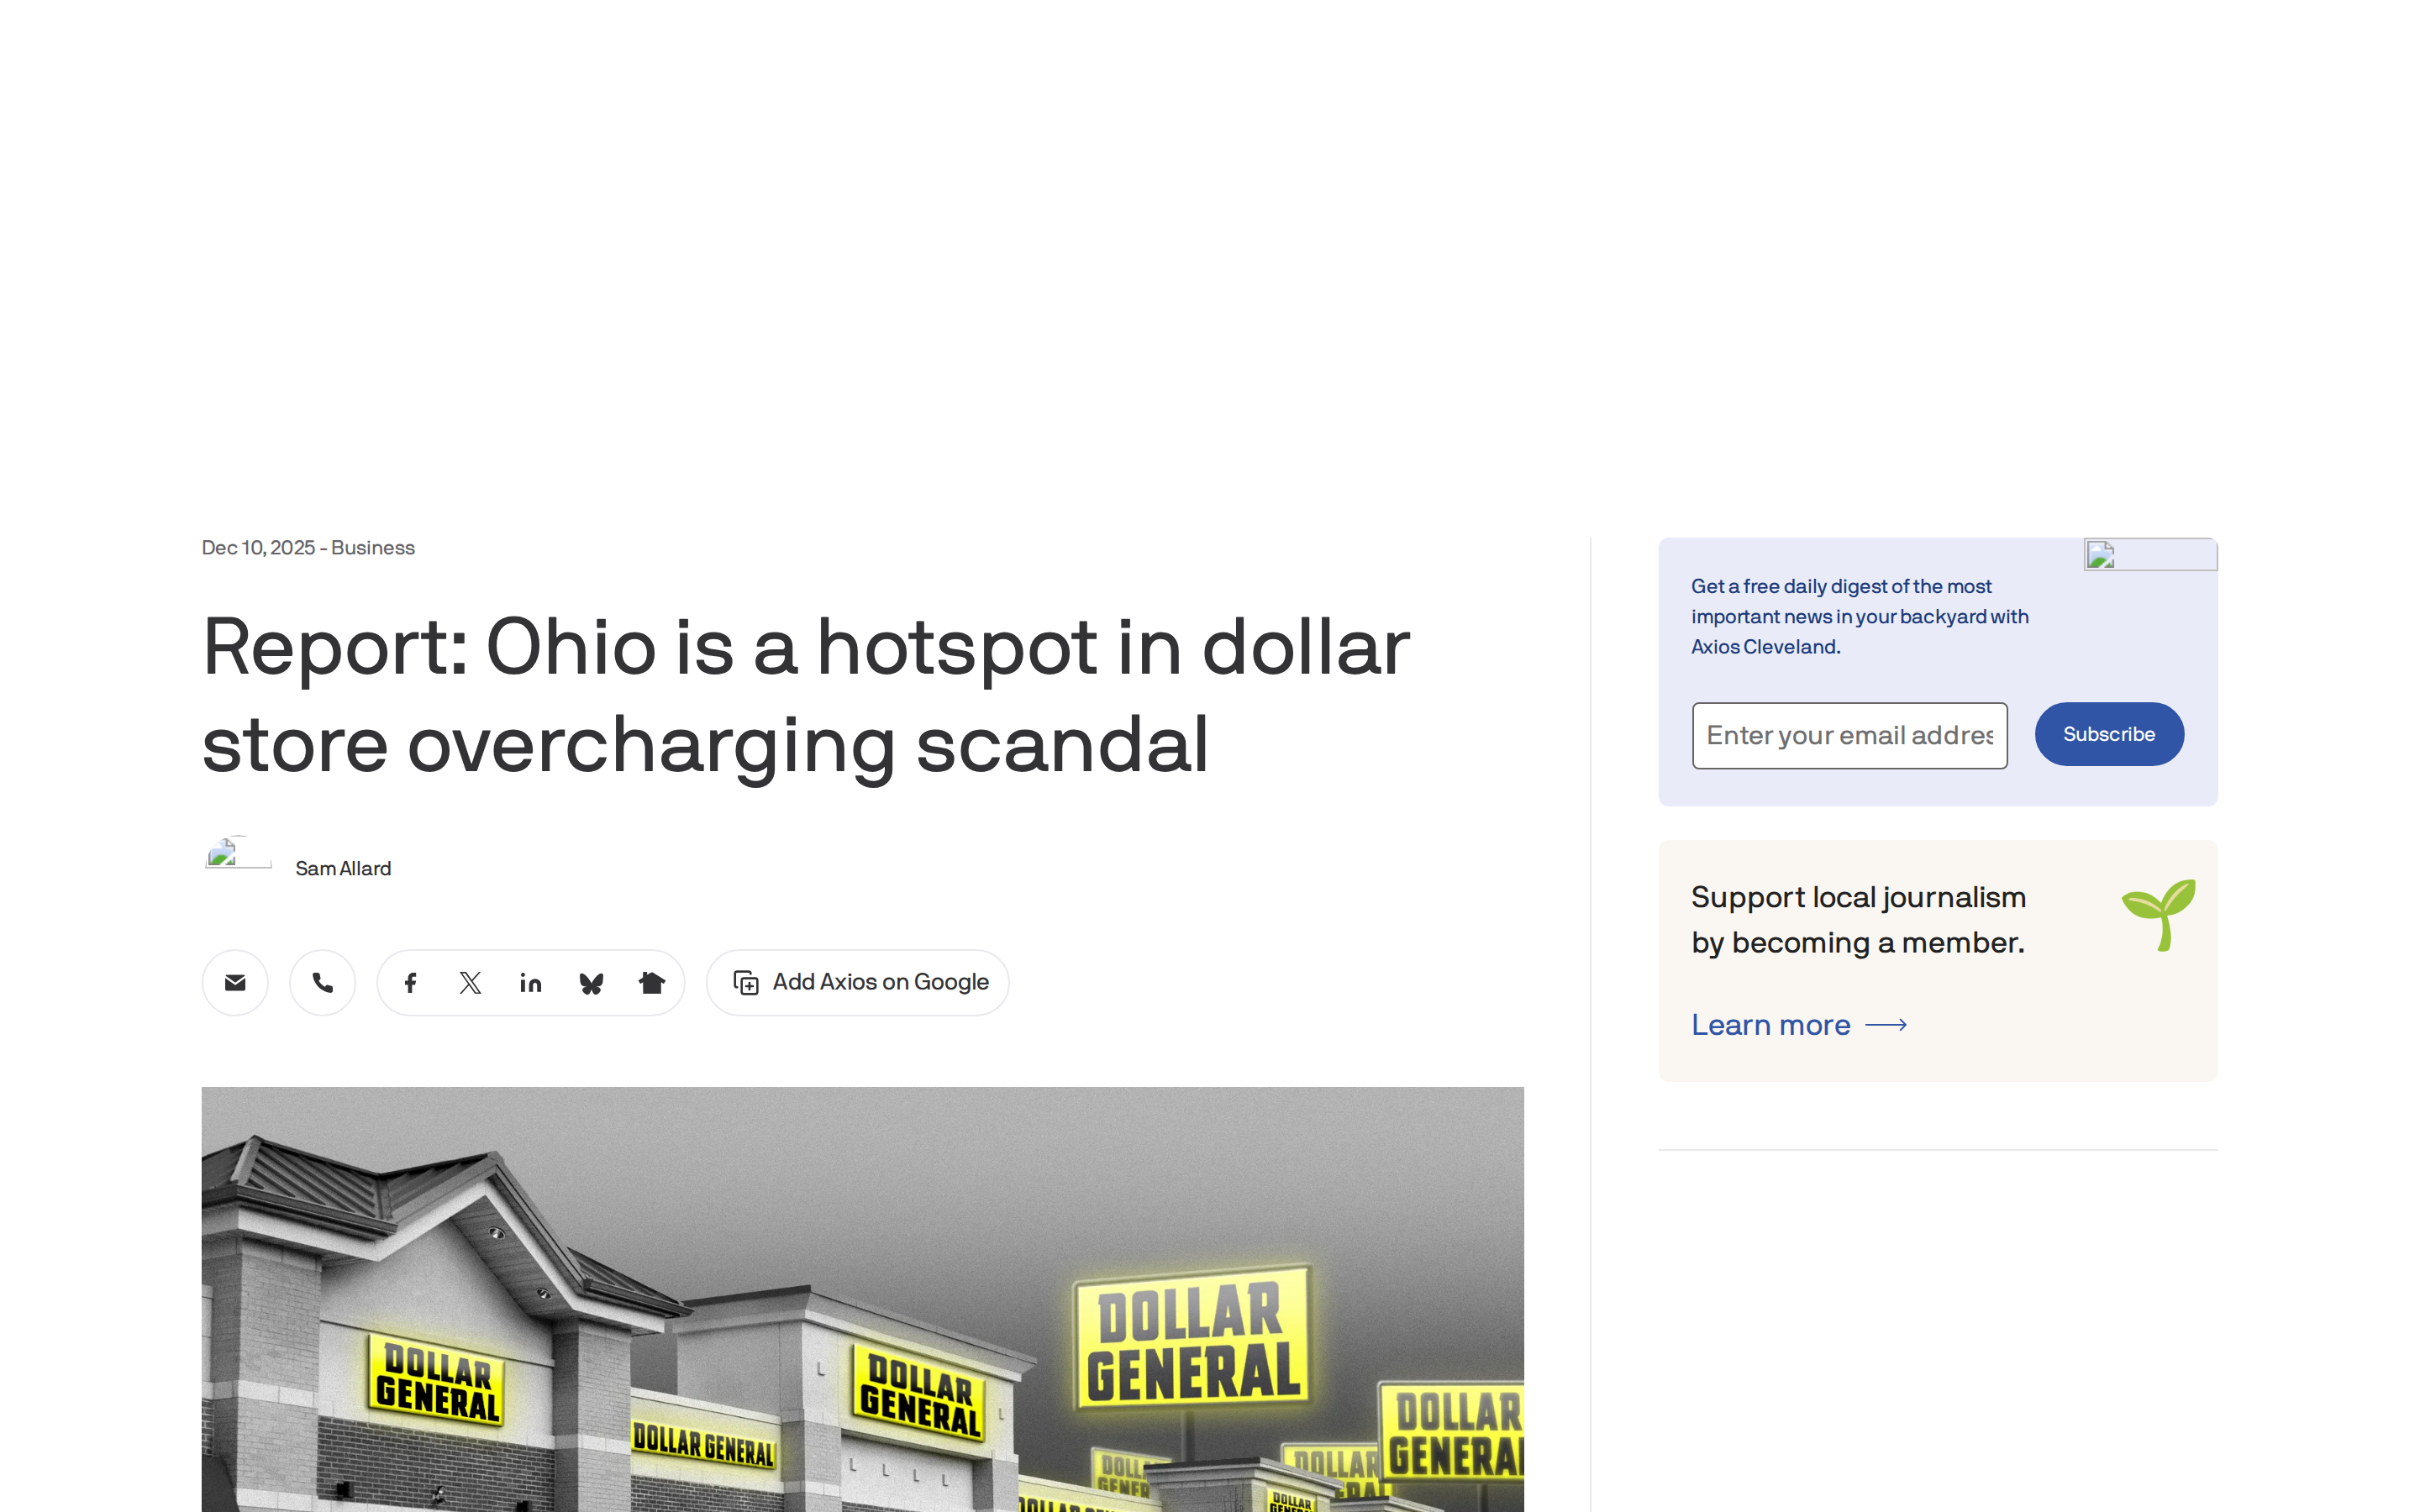 Dec 10, 2025 - Business
Report: Ohio is a hotspot in dollar
store overcharging scandal
Sam Allard
Add Axios on Google
DOLLAR
GENERAL
DOLLAR GENERAL
DOLLAR
GENERAL
DOLLAR
GENERAL
DOLLAR
GENERAL
DOLLAR
DOLLAR
GENERAL
Get a free daily digest of the most
important news in your backyard with
Axios Cleveland.
Enter your email addres
Subscribe
Support local journalism
by becoming a member.
Learn more